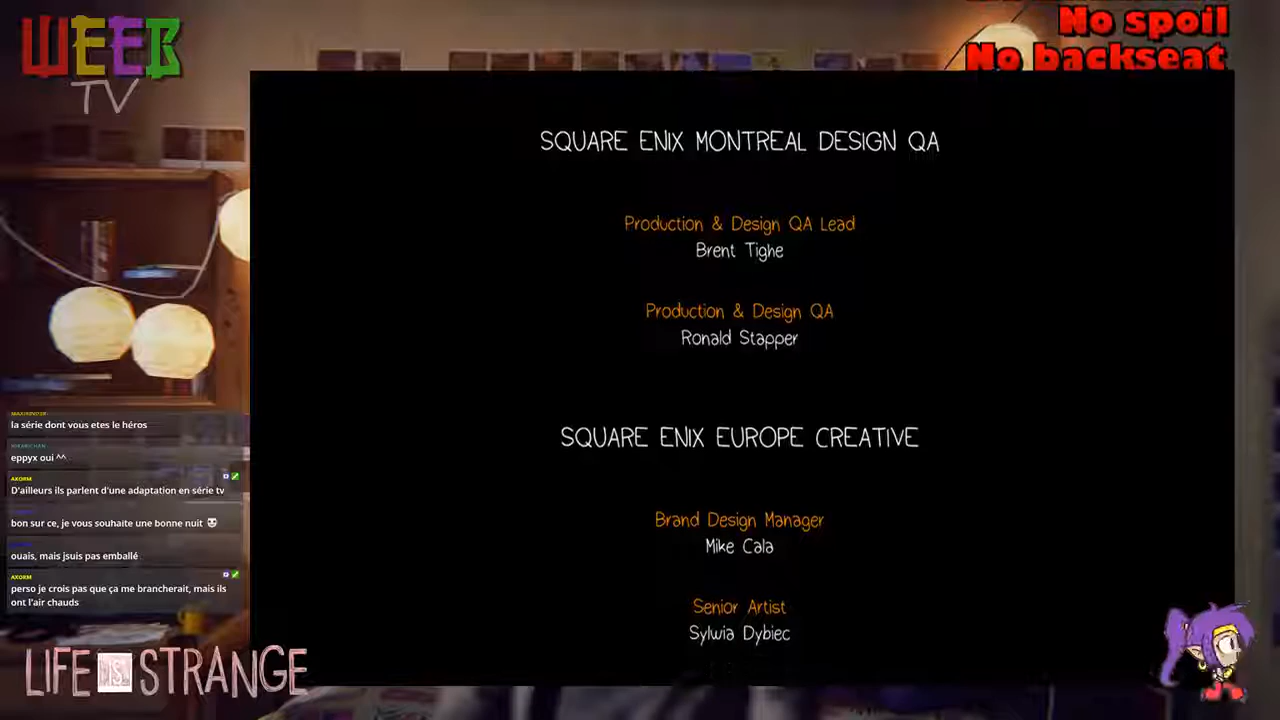 WEEB
TV
No spoil
No backseat
SQUARE ENIX MONTREAL DESIGN QA
Production & Design QA Lead
Brent Tighe
Production & Design QA
Ronald Stapper
SQUARE ENIX EUROPE CREATIVE
Brand Design Manager
Mike Cala
Senior Artist
Sylwia Dybiec
la série dont vous etes le héros
eppyx oui ^^
AXORM
D'ailleurs ils parlent d'une adaptation en série tv
bon sur ce, je vous souhaite une bonne nuit
ouais, mais jsuis pas emballé
AXORM
perso je crois pas que ça me brancherait, mais ils
ont l'air chauds
LIFE IS STRANGE